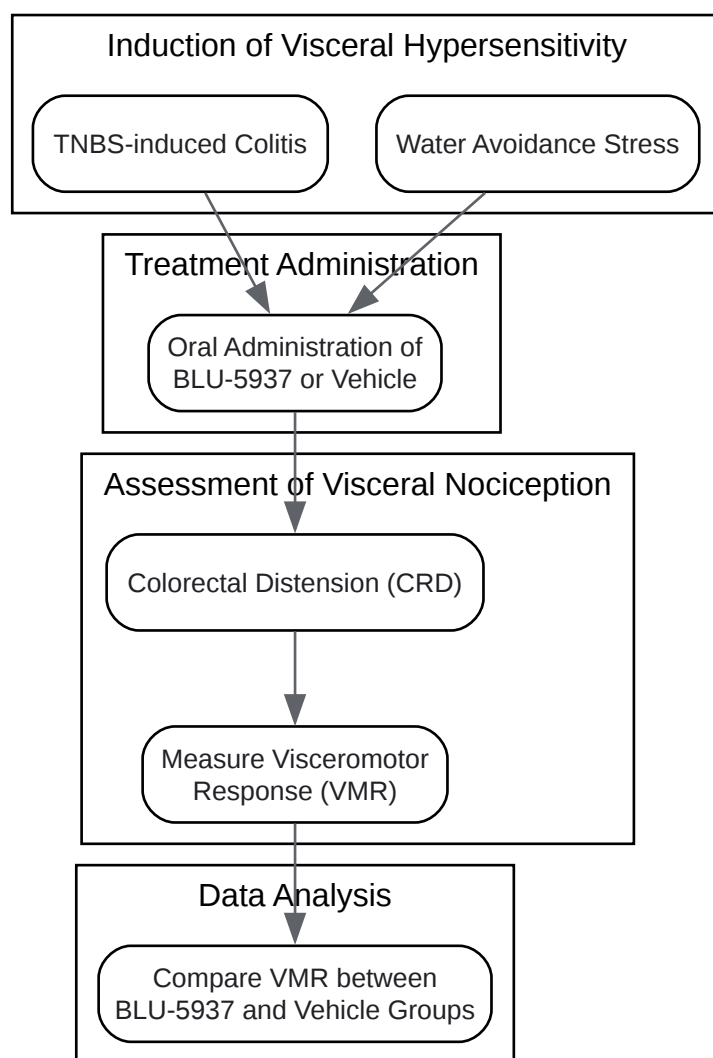 Induction of Visceral Hypersensitivity
TNBS-induced Colitis
Water Avoidance Stress
Treatment Administration
Oral Administration of
BLU-5937 or Vehicle
Assessment of Visceral Nociception
Colorectal Distension (CRD)
Measure Visceromotor
Response (VMR)
Data Analysis
Compare VMR between
BLU-5937 and Vehicle Groups